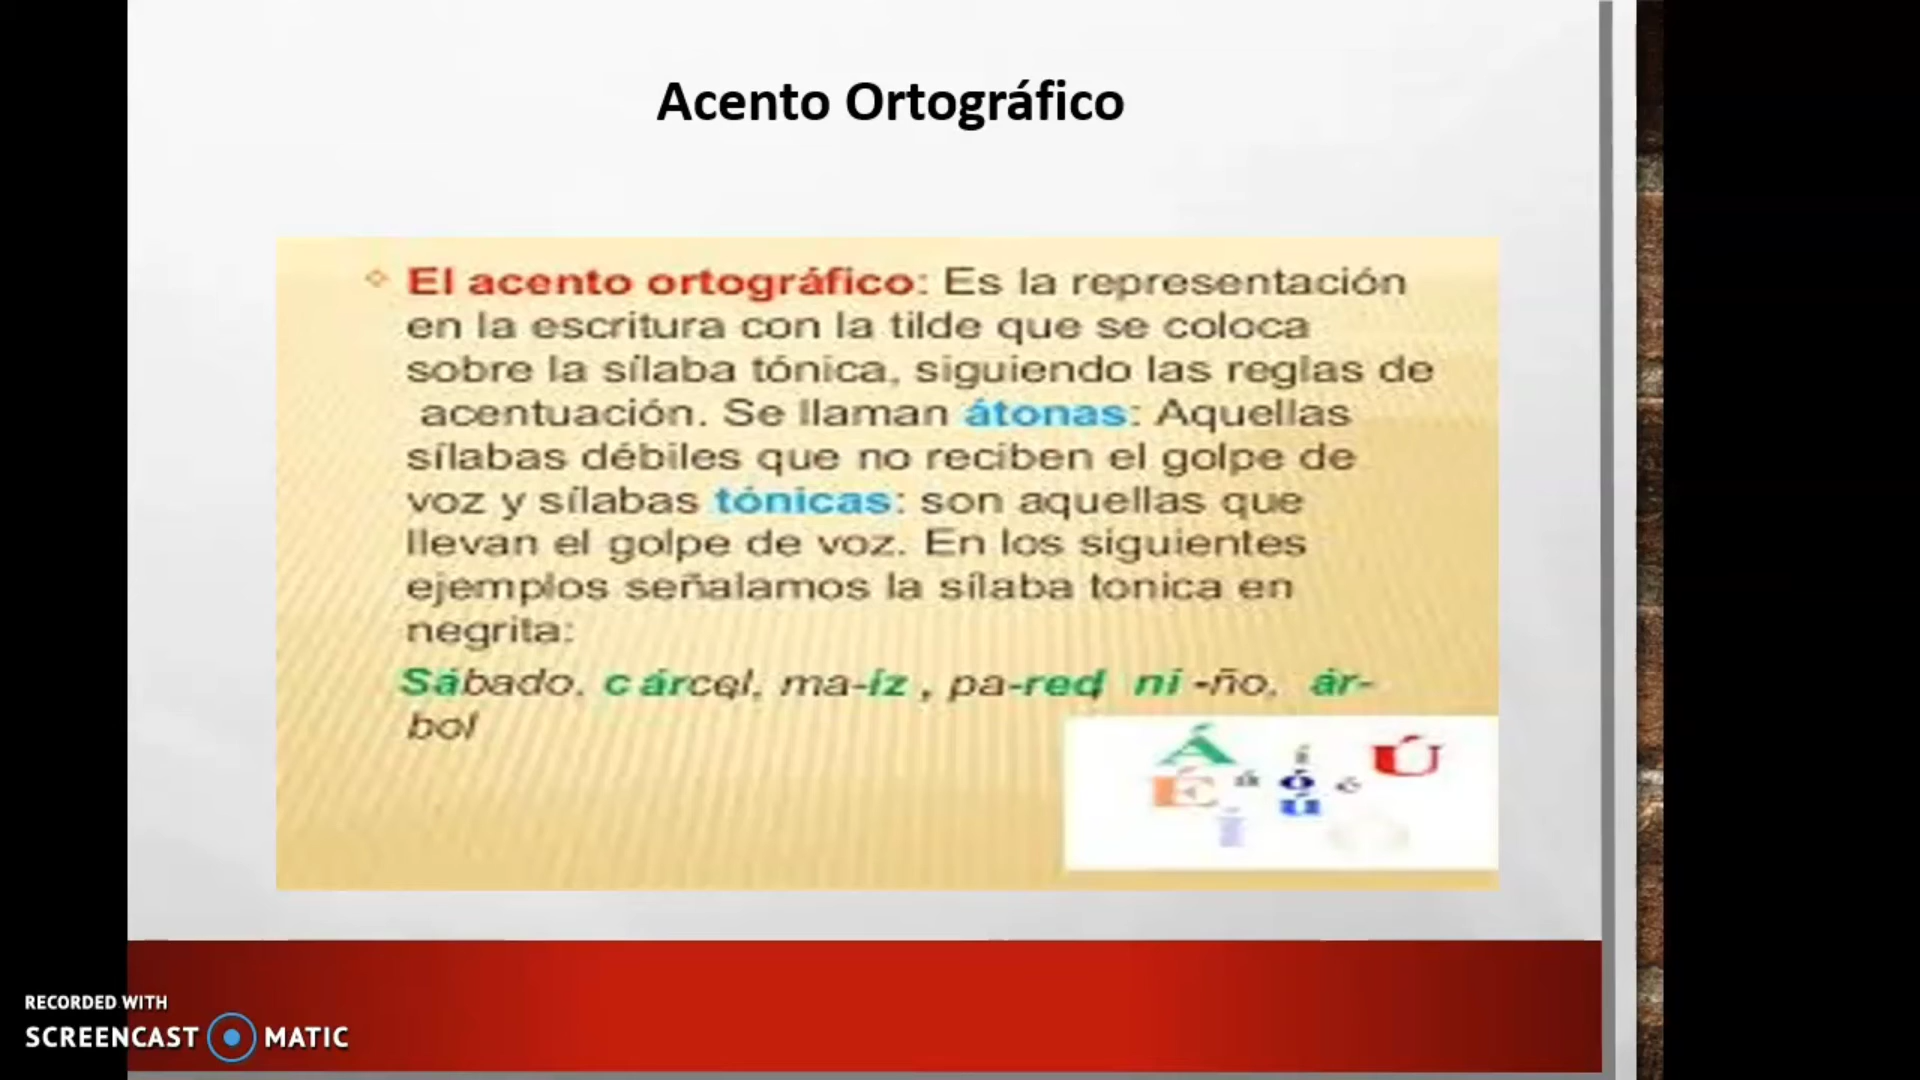 Acento Ortográfico
El acento ortográfico: Es la representación
en la escritura con la tilde que se coloca
sobre la sílaba tónica, siguiendo las reglas de
acentuación. Se llaman átonas: Aquellas
sílabas débiles que no reciben el golpe de
voz y sílabas tónicas: son aquellas que
llevan el golpe de voz. En los siguientes
ejemplos señalamos la sílaba tonica en
negrita:
Sábado, cárcel, ma-íz , pa-red, ni -ño, ár-
bol
Á Ú
É ó
ú
RECORDED WITH
SCREENCAST MATIC